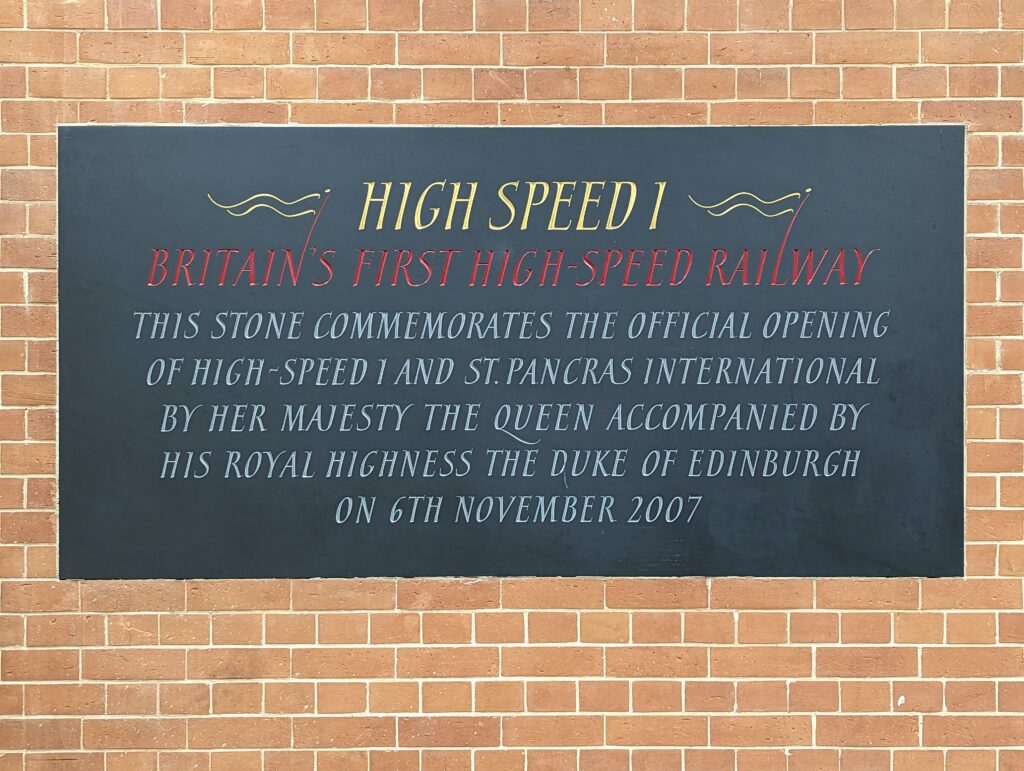 HIGH SPEED 1
BRITAIN'S FIRST HIGH-SPEED RAILWAY
THIS STONE COMMEMORATES THE OFFICIAL OPENING
OF HIGH-SPEED 1 AND ST. PANCRAS INTERNATIONAL
BY HER MAJESTY THE QUEEN ACCOMPANIED BY
HIS ROYAL HIGHNESS THE DUKE OF EDINBURGH
ON 6TH NOVEMBER 2007